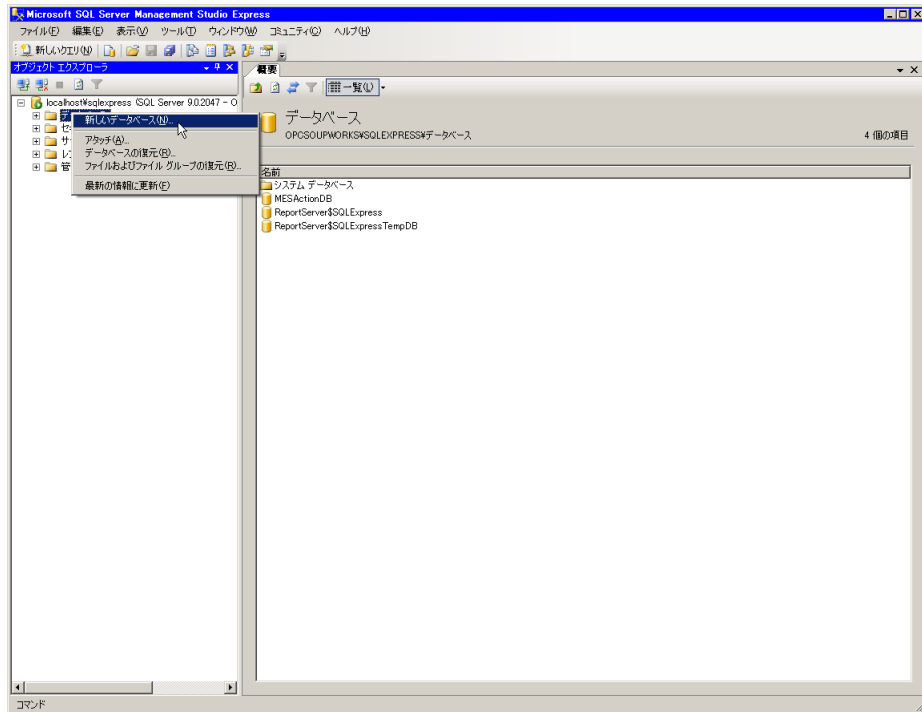 Microsoft SQL Server Management Studio Express
ファイル(F) 編集(E) 表示(V) ツール(T) ウィンドウ(W) コミュニティ(C) ヘルプ(H)
新しいクエリ(N)
オブジェクト エクスプローラ
概要
一覧(L)
localhost¥sqlexpress (SQL Server 9.0.2047 - O
デ
新しいデータベース(N)...
セ
アタッチ(A)...
サ
データベースの復元(R)...
レ
ファイルおよびファイル グループの復元(R)...
管
最新の情報に更新(F)
データベース
OPCSOUPWORKS¥SQLEXPRESS¥データベース
4 個の項目
名前
システム データベース
MESActionDB
ReportServer$SQLExpress
ReportServer$SQLExpressTempDB
コマンド